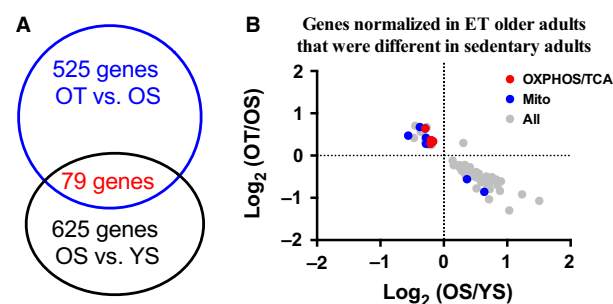 A
525 genes
OT vs. OS
79 genes
625 genes
OS vs. YS
B
Genes normalized in ET older adults
that were different in sedentary adults
OXPHOS/TCA
Mito
All
Log2 (OT/OS)
2
1
0
−1
−2
−2 −1 0 1 2
Log2 (OS/YS)